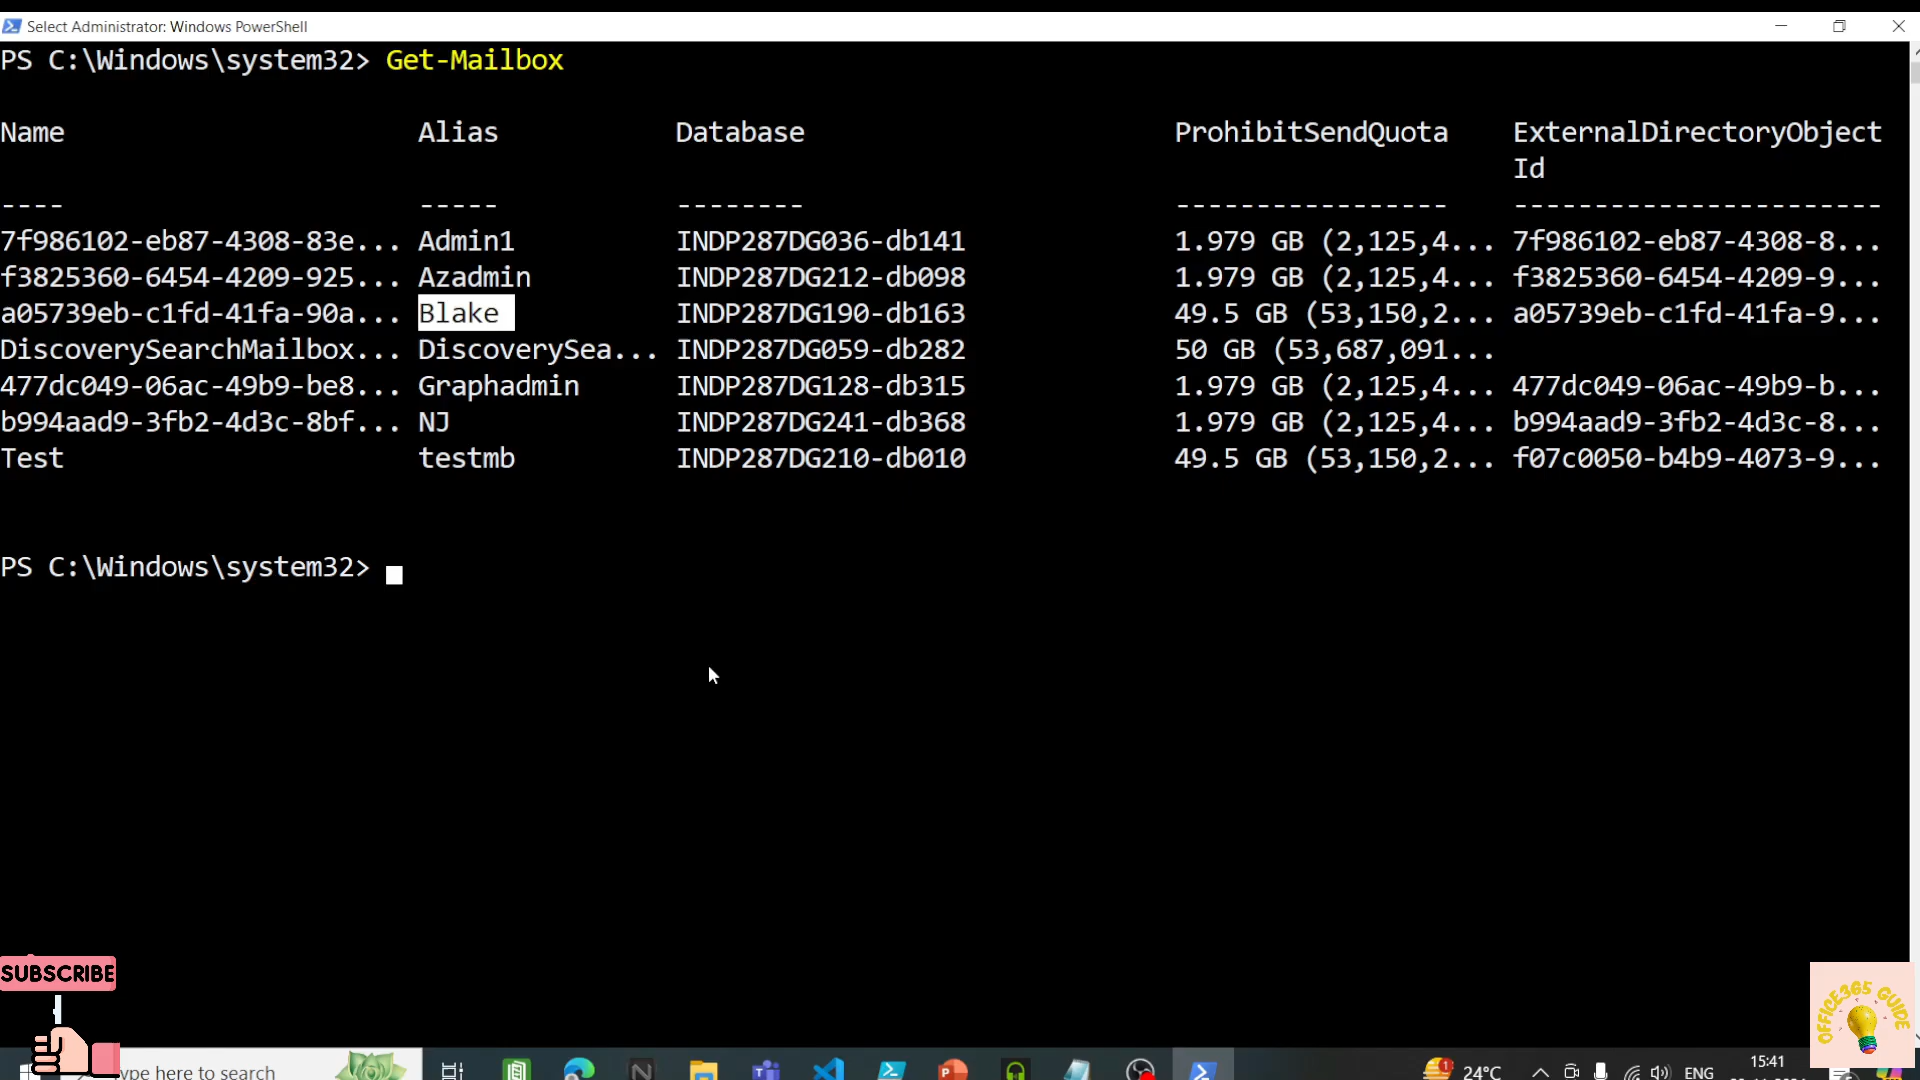 Select Administrator: Windows PowerShell
PS C:\Windows\system32> Get-Mailbox
Name Alias Database ProhibitSendQuota ExternalDirectoryObject
Id
---- ----- -------- ----------------- -----------------------
7f986102-eb87-4308-83e... Admin1 INDP287DG036-db141 1.979 GB (2,125,4... 7f986102-eb87-4308-8...
f3825360-6454-4209-925... Azadmin INDP287DG212-db098 1.979 GB (2,125,4... f3825360-6454-4209-9...
a05739eb-c1fd-41fa-90a... Blake INDP287DG190-db163 49.5 GB (53,150,2... a05739eb-c1fd-41fa-9...
DiscoverySearchMailbox... DiscoverySea... INDP287DG059-db282 50 GB (53,687,091...
477dc049-06ac-49b9-be8... Graphadmin INDP287DG128-db315 1.979 GB (2,125,4... 477dc049-06ac-49b9-b...
b994aad9-3fb2-4d3c-8bf... NJ INDP287DG241-db368 1.979 GB (2,125,4... b994aad9-3fb2-4d3c-8...
Test testmb INDP287DG210-db010 49.5 GB (53,150,2... f07c0050-b4b9-4073-9...
PS C:\Windows\system32>
SUBSCRIBE
OFFICE365 GUIDE
ype here to search
24°C ENG 15:41